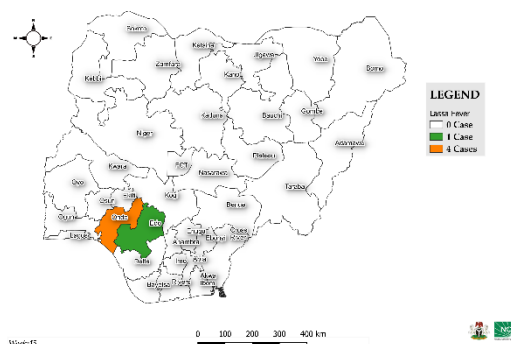 Sokoto
Katsina
Jigawa
Yobe
Borno
Zamfara
Kano
Kebbi
Kaduna
Bauchi
Gombe
Niger
Adamawa
Plateau
Kwara
FCT
Nasarawa
Taraba
Oyo
Ekiti
Kogi
Osun
Benue
Ogun
Ondo
Edo
Lagos
Enugu
Anambra
Ebonyi
Cross
River
Delta
Imo
Abia
Bayelsa
Rivers
Akwa
Ibom
LEGEND
Lassa Fever
0 Case
1 Case
4 Cases
0 100 200 300 400 km